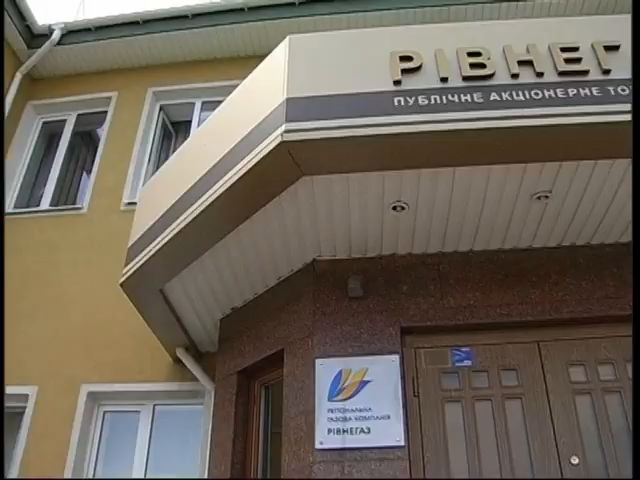 РІВНЕГ
ПУБЛІЧНЕ АКЦІОНЕРНЕ ТО
РЕГІОНАЛЬНА
ГАЗОВА КОМПАНІЯ
РІВНЕГАЗ